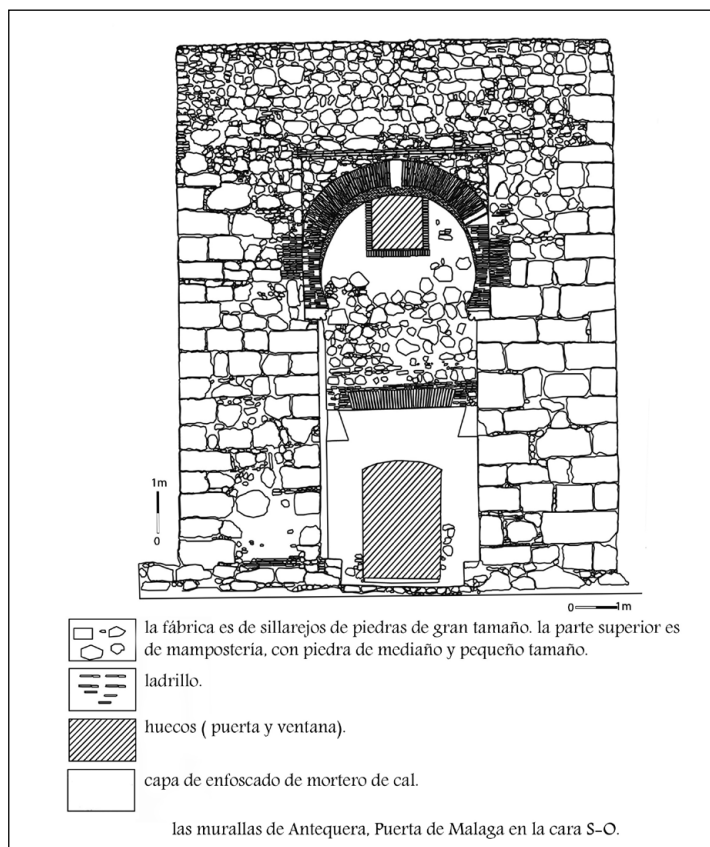 1m
0
0 1m
la fábrica es de sillarejos de piedras de gran tamaño. la parte superior es
de mampostería, con piedra de mediaño y pequeño tamaño.
ladrillo.
huecos ( puerta y ventana).
capa de enfoscado de mortero de cal.
las murallas de Antequera, Puerta de Malaga en la cara S-O.